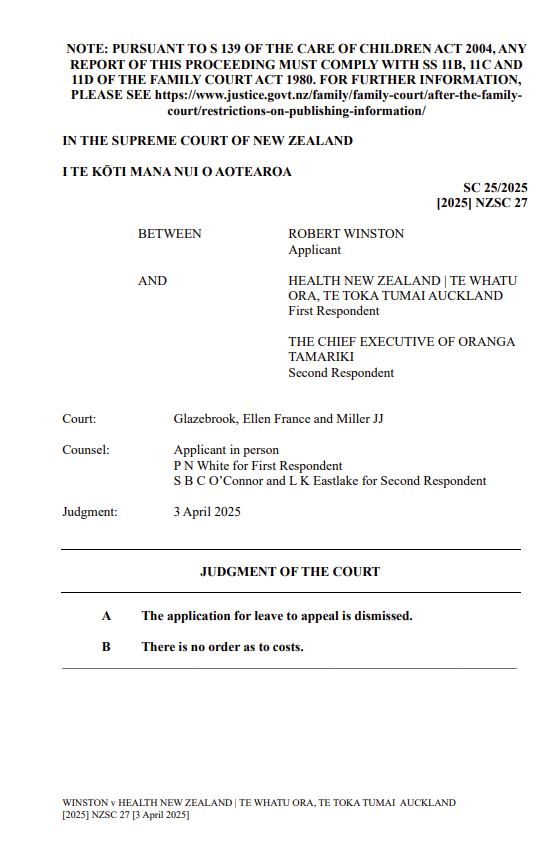 NOTE: PURSUANT TO S 139 OF THE CARE OF CHILDREN ACT 2004, ANY
REPORT OF THIS PROCEEDING MUST COMPLY WITH SS 11B, 11C AND
11D OF THE FAMILY COURT ACT 1980. FOR FURTHER INFORMATION,
PLEASE SEE https://www.justice.govt.nz/family/family-court/after-the-family-
court/restrictions-on-publishing-information/
IN THE SUPREME COURT OF NEW ZEALAND
I TE KŌTI MANA NUI O AOTEAROA
SC 25/2025
[2025] NZSC 27
BETWEEN ROBERT WINSTON
Applicant
AND HEALTH NEW ZEALAND | TE WHATU
ORA, TE TOKA TUMAI AUCKLAND
First Respondent
THE CHIEF EXECUTIVE OF ORANGA
TAMARIKI
Second Respondent
Court: Glazebrook, Ellen France and Miller JJ
Counsel: Applicant in person
P N White for First Respondent
S B C O’Connor and L K Eastlake for Second Respondent
Judgment: 3 April 2025
JUDGMENT OF THE COURT
A The application for leave to appeal is dismissed.
B There is no order as to costs.
WINSTON v HEALTH NEW ZEALAND | TE WHATU ORA, TE TOKA TUMAI AUCKLAND
[2025] NZSC 27 [3 April 2025]